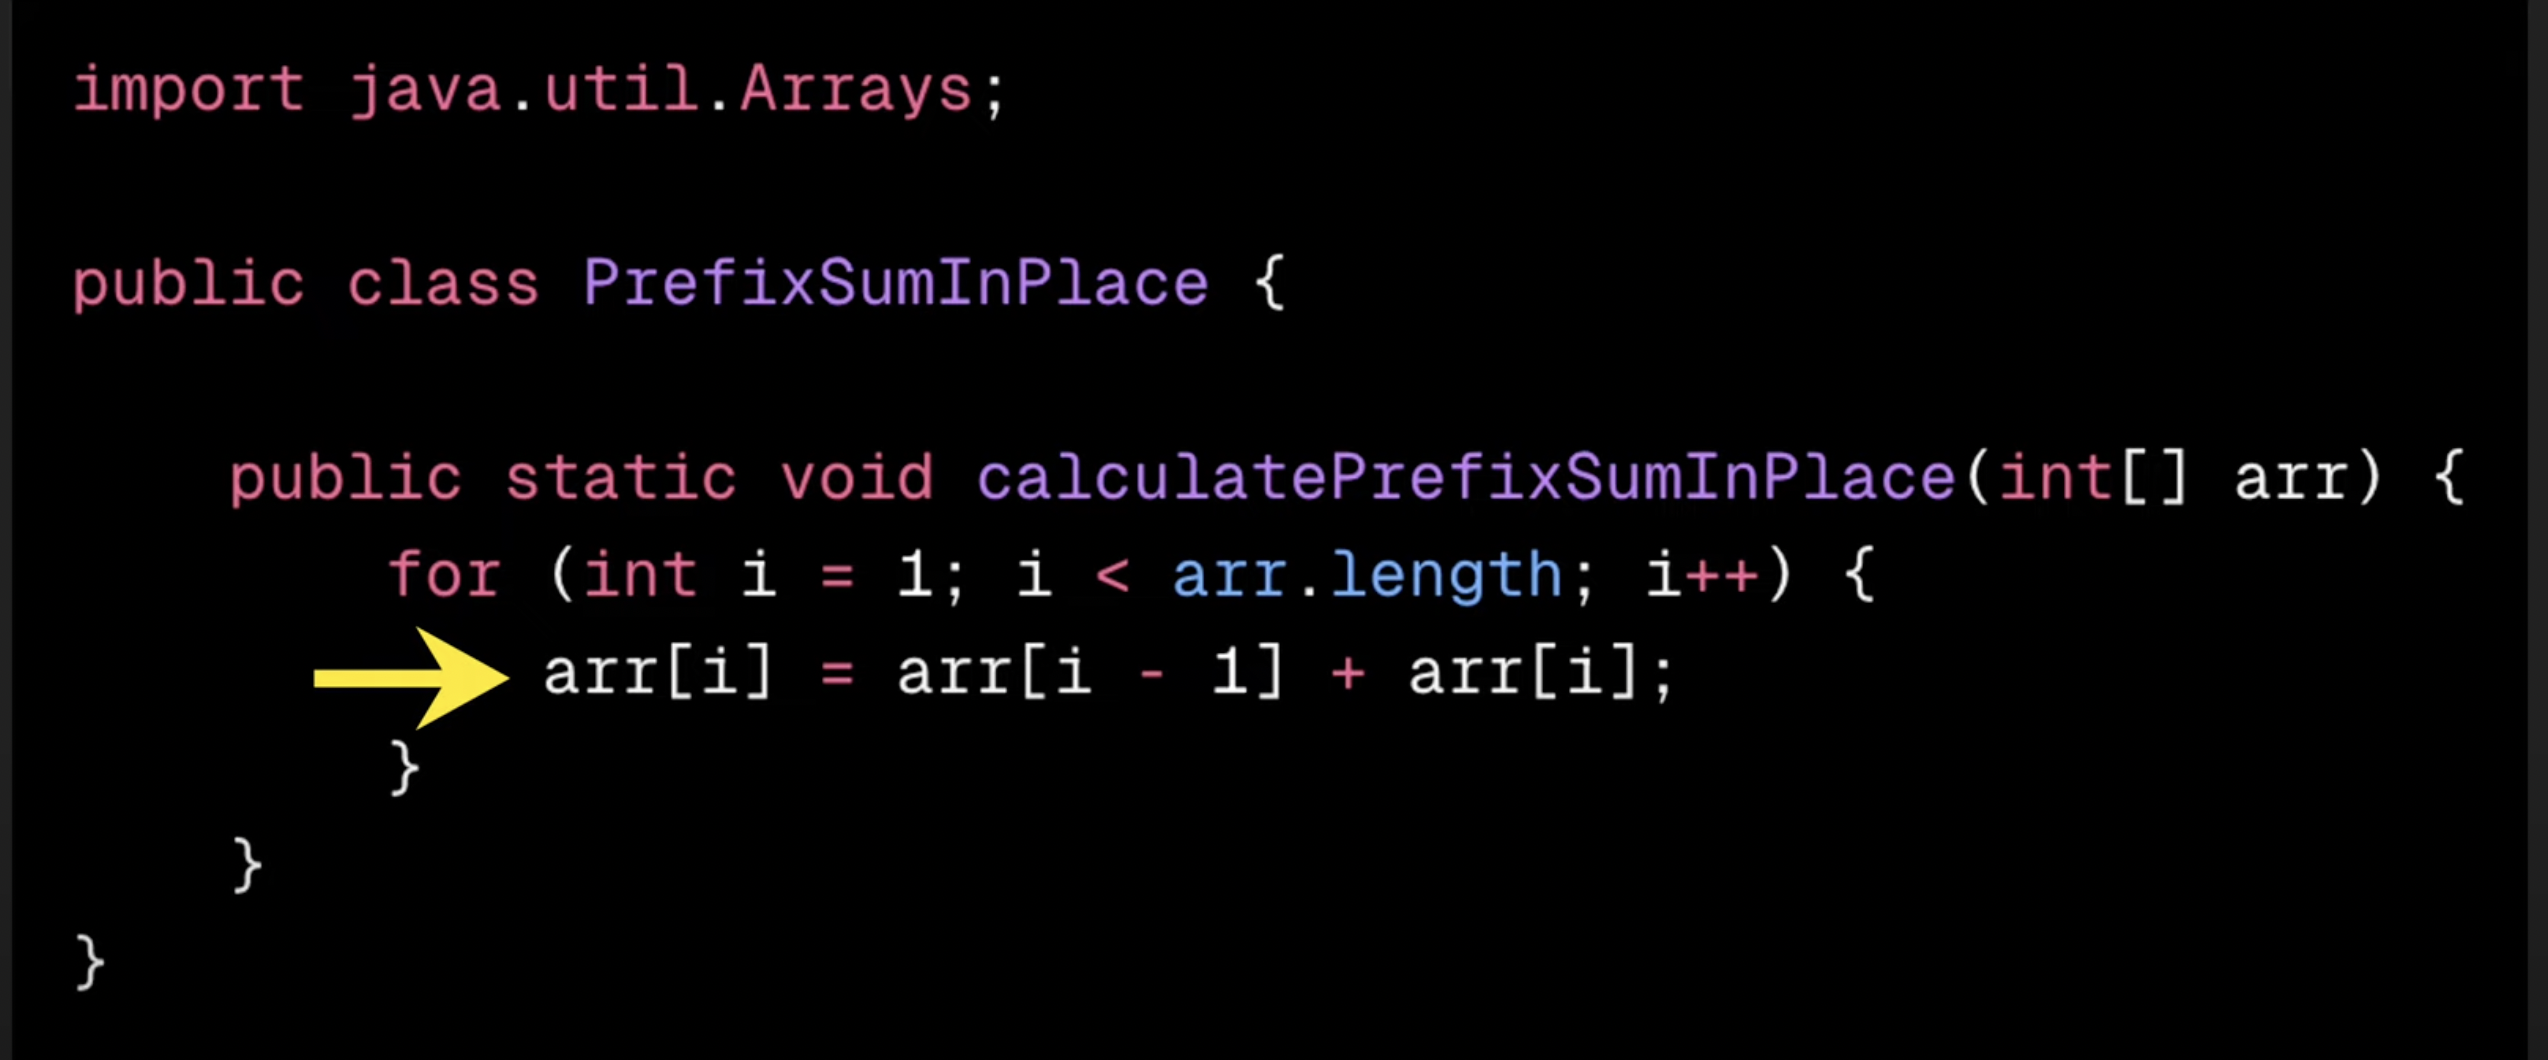 import java.util.Arrays;
public class PrefixSumInPlace {
    public static void calculatePrefixSumInPlace(int[] arr) {
        for (int i = 1; i < arr.length; i++) {
            arr[i] = arr[i - 1] + arr[i];
        }
    }
}